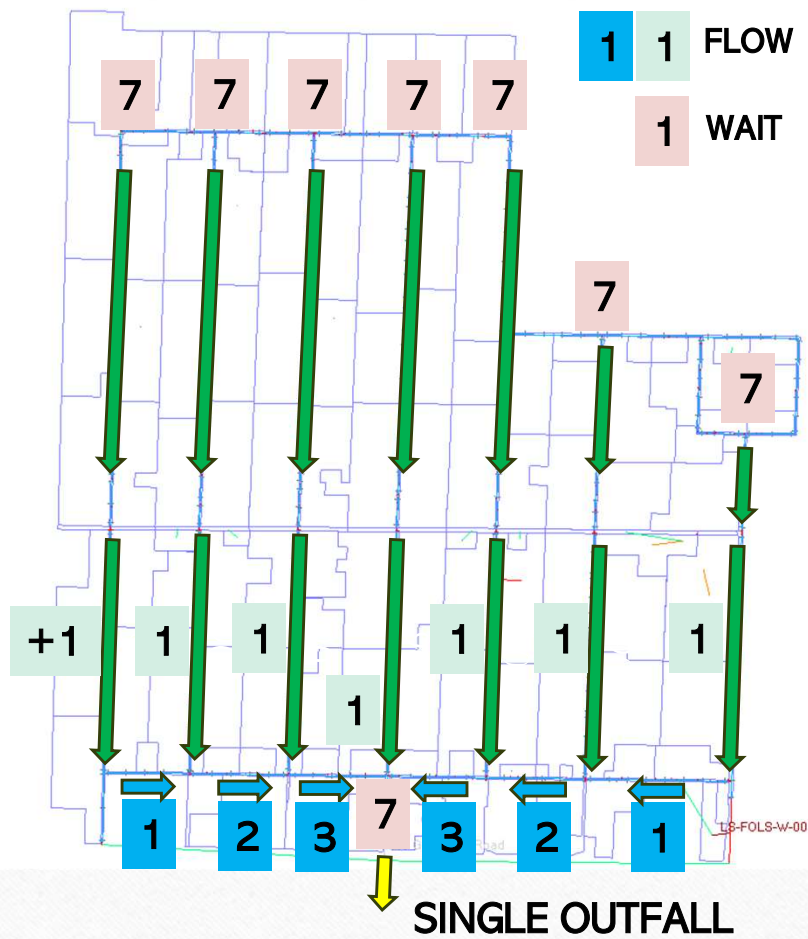 1 1 FLOW
1 WAIT
7 7 7 7 7
7
7
+1 1 1 1 1 1
1
1 2 3 7 3 2 1
LS-FOLS-W-00
Road
SINGLE OUTFALL